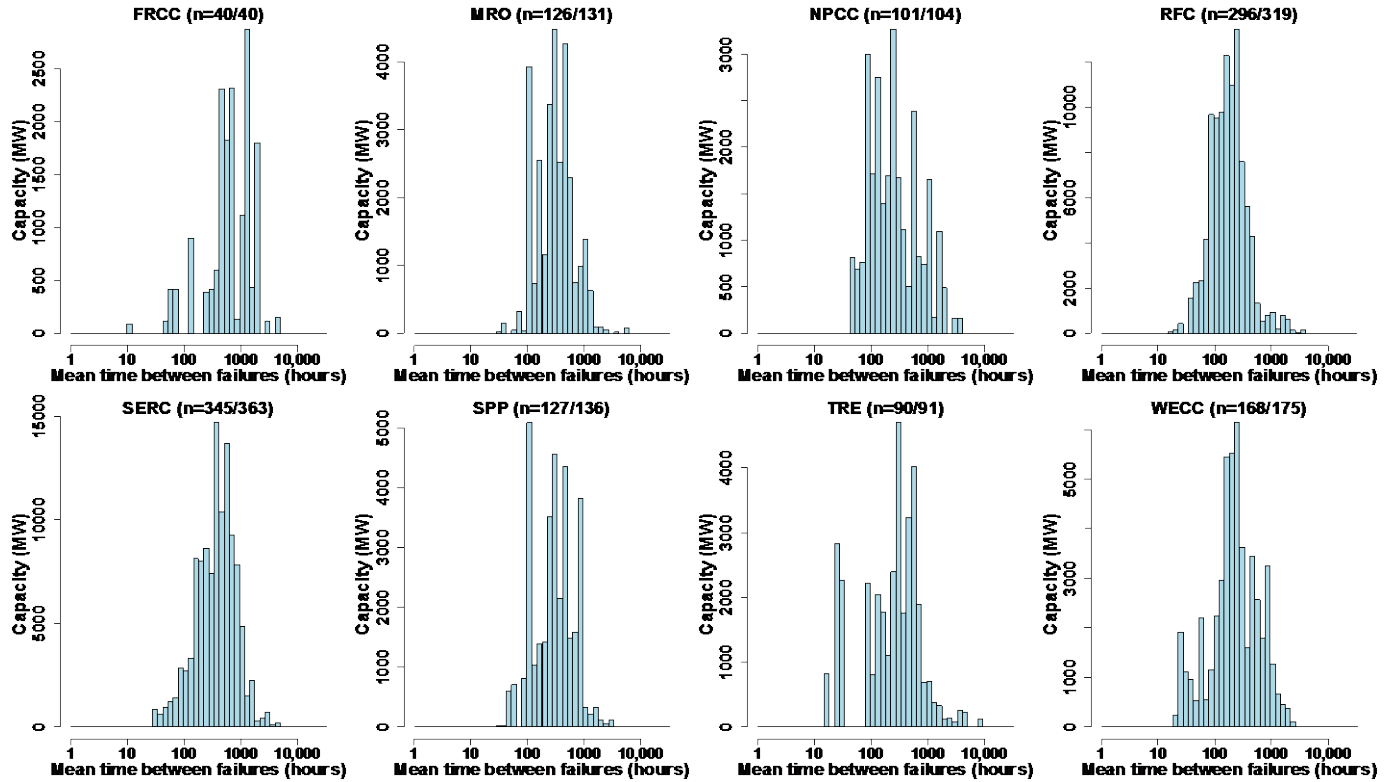 FRCC (n=40/40)
Capacity (MW)
0 500 1000 1500 2000 2500
1 10 100 1000 10,000
Mean time between failures (hours)
MRO (n=126/131)
Capacity (MW)
0 1000 2000 3000 4000
1 10 100 1000 10,000
Mean time between failures (hours)
NPCC (n=101/104)
Capacity (MW)
0 500 1000 2000 3000
1 10 100 1000 10,000
Mean time between failures (hours)
RFC (n=296/319)
Capacity (MW)
0 2000 6000 10000
1 10 100 1000 10,000
Mean time between failures (hours)
SERC (n=345/363)
Capacity (MW)
0 5000 10000 15000
1 10 100 1000 10,000
Mean time between failures (hours)
SPP (n=127/136)
Capacity (MW)
0 1000 2000 3000 4000 5000
1 10 100 1000 10,000
Mean time between failures (hours)
TRE (n=90/91)
Capacity (MW)
0 1000 2000 3000 4000
1 10 100 1000 10,000
Mean time between failures (hours)
WECC (n=168/175)
Capacity (MW)
0 1000 3000 5000
1 10 100 1000 10,000
Mean time between failures (hours)